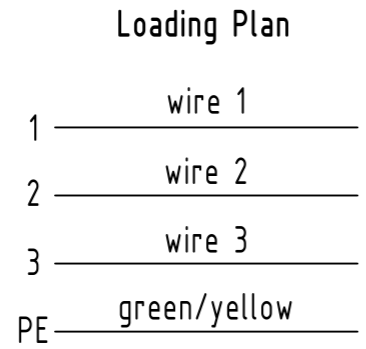 Loading Plan
wire 1
1
wire 2
2
wire 3
3
green/yellow
PE